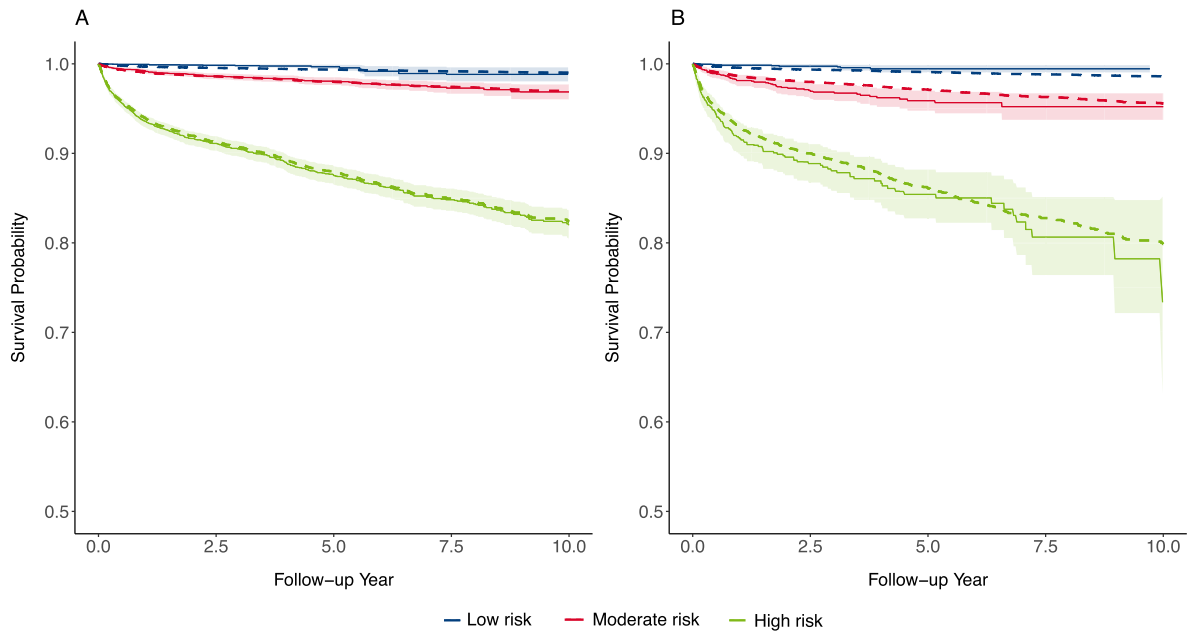 A
B
Survival Probability
1.0
0.9
0.8
0.7
0.6
0.5
0.0
2.5
5.0
7.5
10.0
Follow−up Year
Survival Probability
1.0
0.9
0.8
0.7
0.6
0.5
0.0
2.5
5.0
7.5
10.0
Follow−up Year
Low risk
Moderate risk
High risk